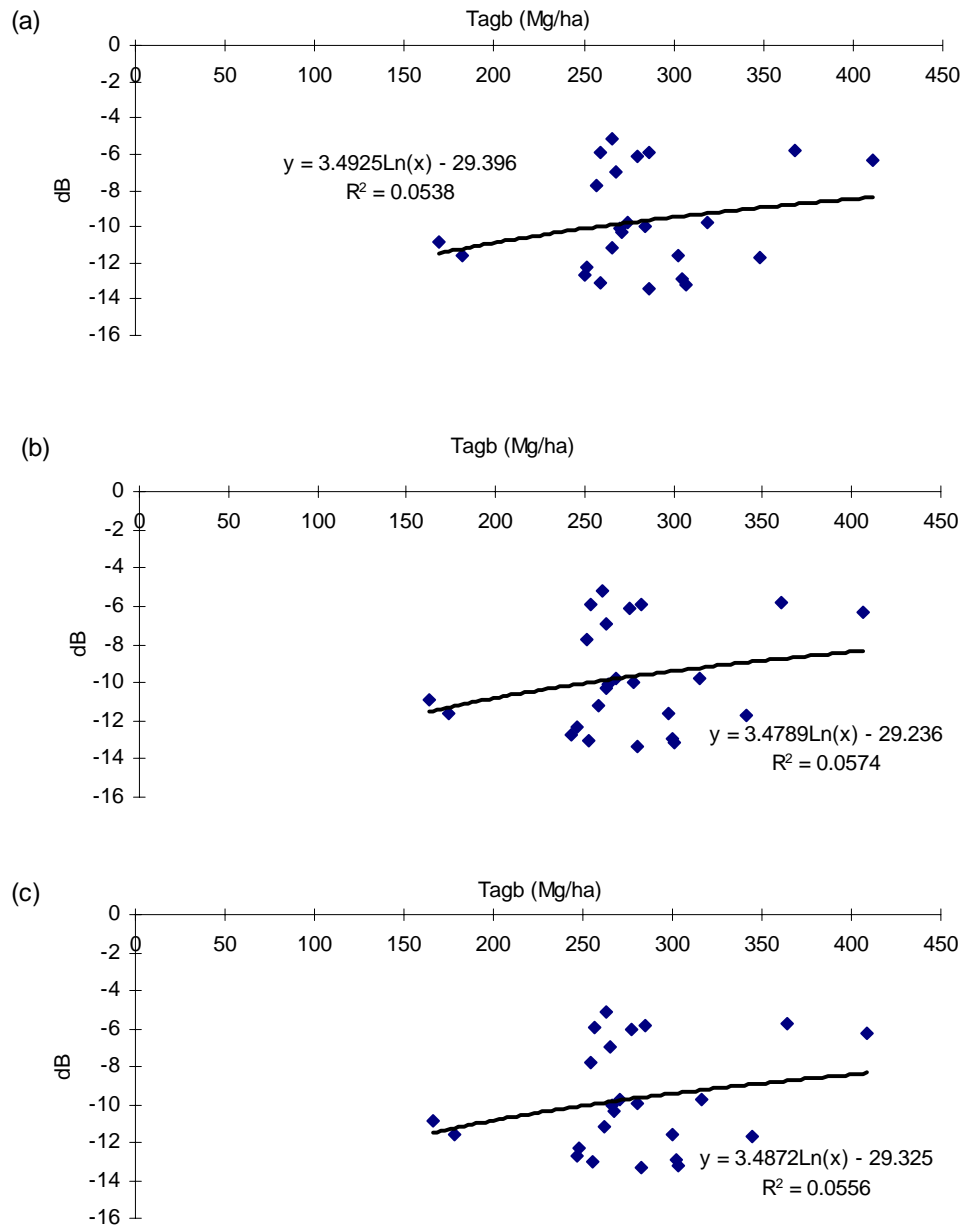 (a)
Tagb (Mg/ha)
0
0 50 100 150 200 250 300 350 400 450
-2
-4
-6
y = 3.4925Ln(x) - 29.396
R² = 0.0538
dB
-8
-10
-12
-14
-16
(b)
Tagb (Mg/ha)
0
0 50 100 150 200 250 300 350 400 450
-2
-4
-6
dB
-8
-10
-12
y = 3.4789Ln(x) - 29.236
R² = 0.0574
-14
-16
(c)
Tagb (Mg/ha)
0
0 50 100 150 200 250 300 350 400 450
-2
-4
-6
dB
-8
-10
-12
y = 3.4872Ln(x) - 29.325
R² = 0.0556
-14
-16